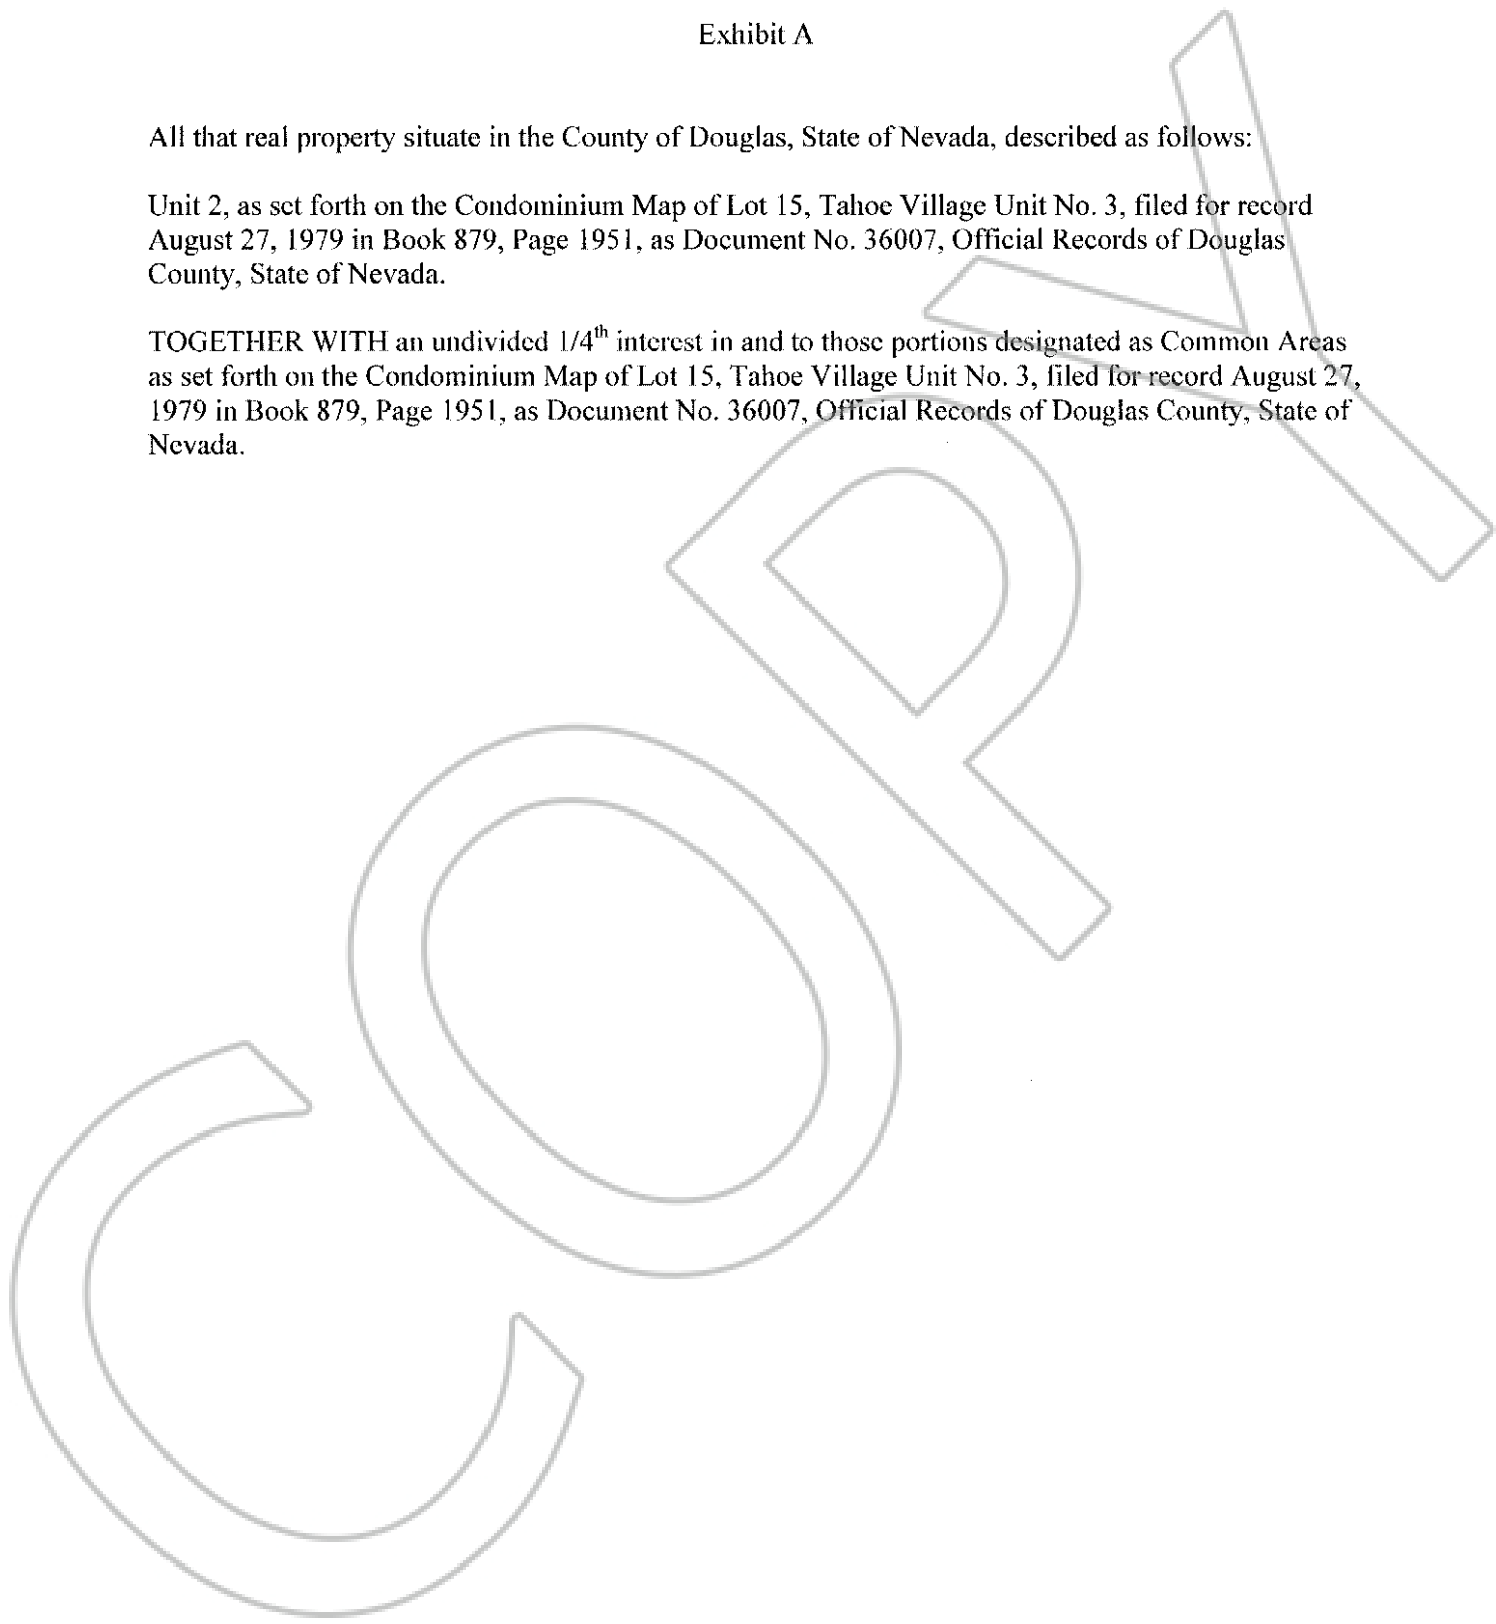 Exhibit A
All that real property situate in the County of Douglas, State of Nevada, described as follows:
Unit 2, as set forth on the Condominium Map of Lot 15, Tahoe Village Unit No. 3, filed for record
August 27, 1979 in Book 879, Page 1951, as Document No. 36007, Official Records of Douglas
County, State of Nevada.
TOGETHER WITH an undivided 1/4th interest in and to those portions designated as Common Areas
as set forth on the Condominium Map of Lot 15, Tahoe Village Unit No. 3, filed for record August 27,
1979 in Book 879, Page 1951, as Document No. 36007, Official Records of Douglas County, State of
Nevada.
COPY